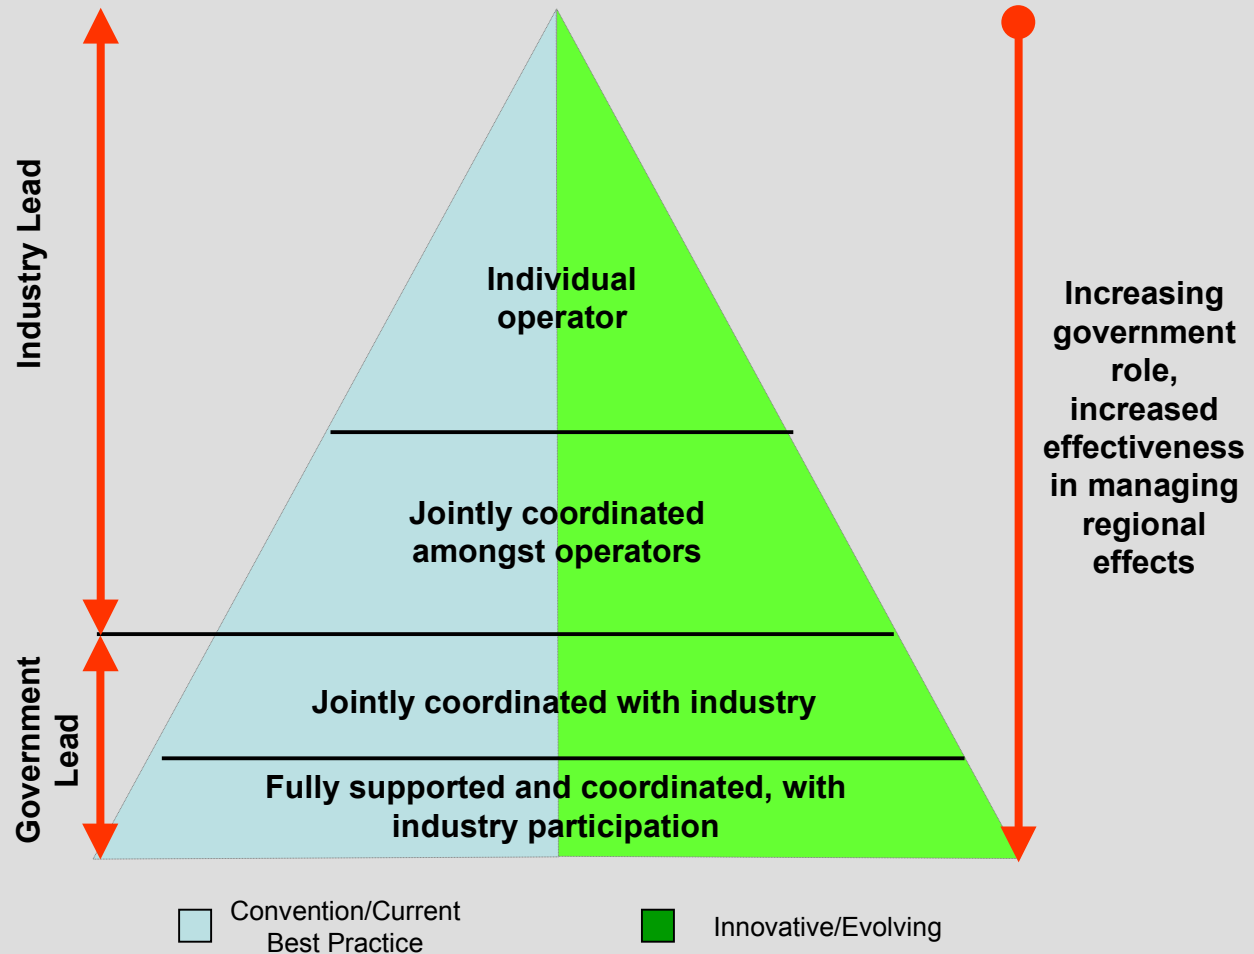 Industry Lead
Government
Lead
Individual
operator
Jointly coordinated
amongst operators
Jointly coordinated with industry
Fully supported and coordinated, with
industry participation
Increasing
government
role,
increased
effectiveness
in managing
regional
effects
Convention/Current
Best Practice
Innovative/Evolving